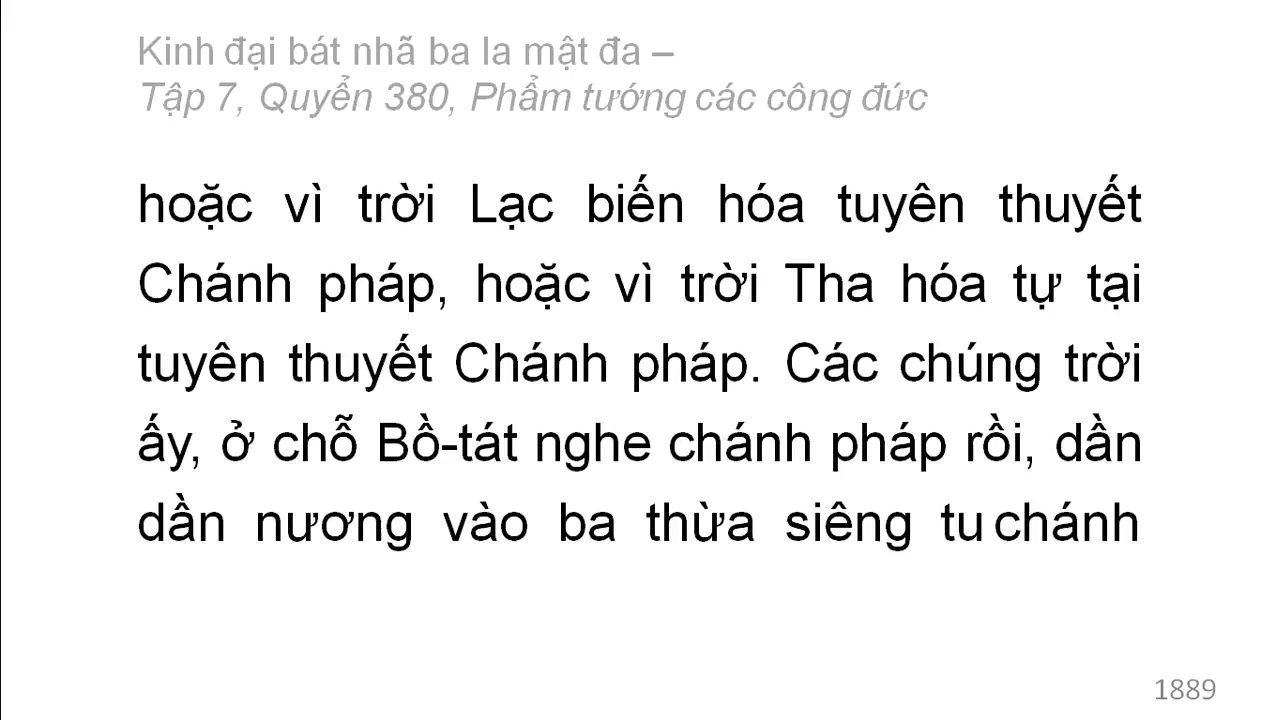 Kinh đại bát nhã ba la mật đa –
Tập 7, Quyển 380, Phẩm tướng các công đức
hoặc vì trời Lạc biến hóa tuyên thuyết
Chánh pháp, hoặc vì trời Tha hóa tự tại
tuyên thuyết Chánh pháp. Các chúng trời
ấy, ở chỗ Bồ-tát nghe chánh pháp rồi, dần
dần nương vào ba thừa siêng tu chánh
1889